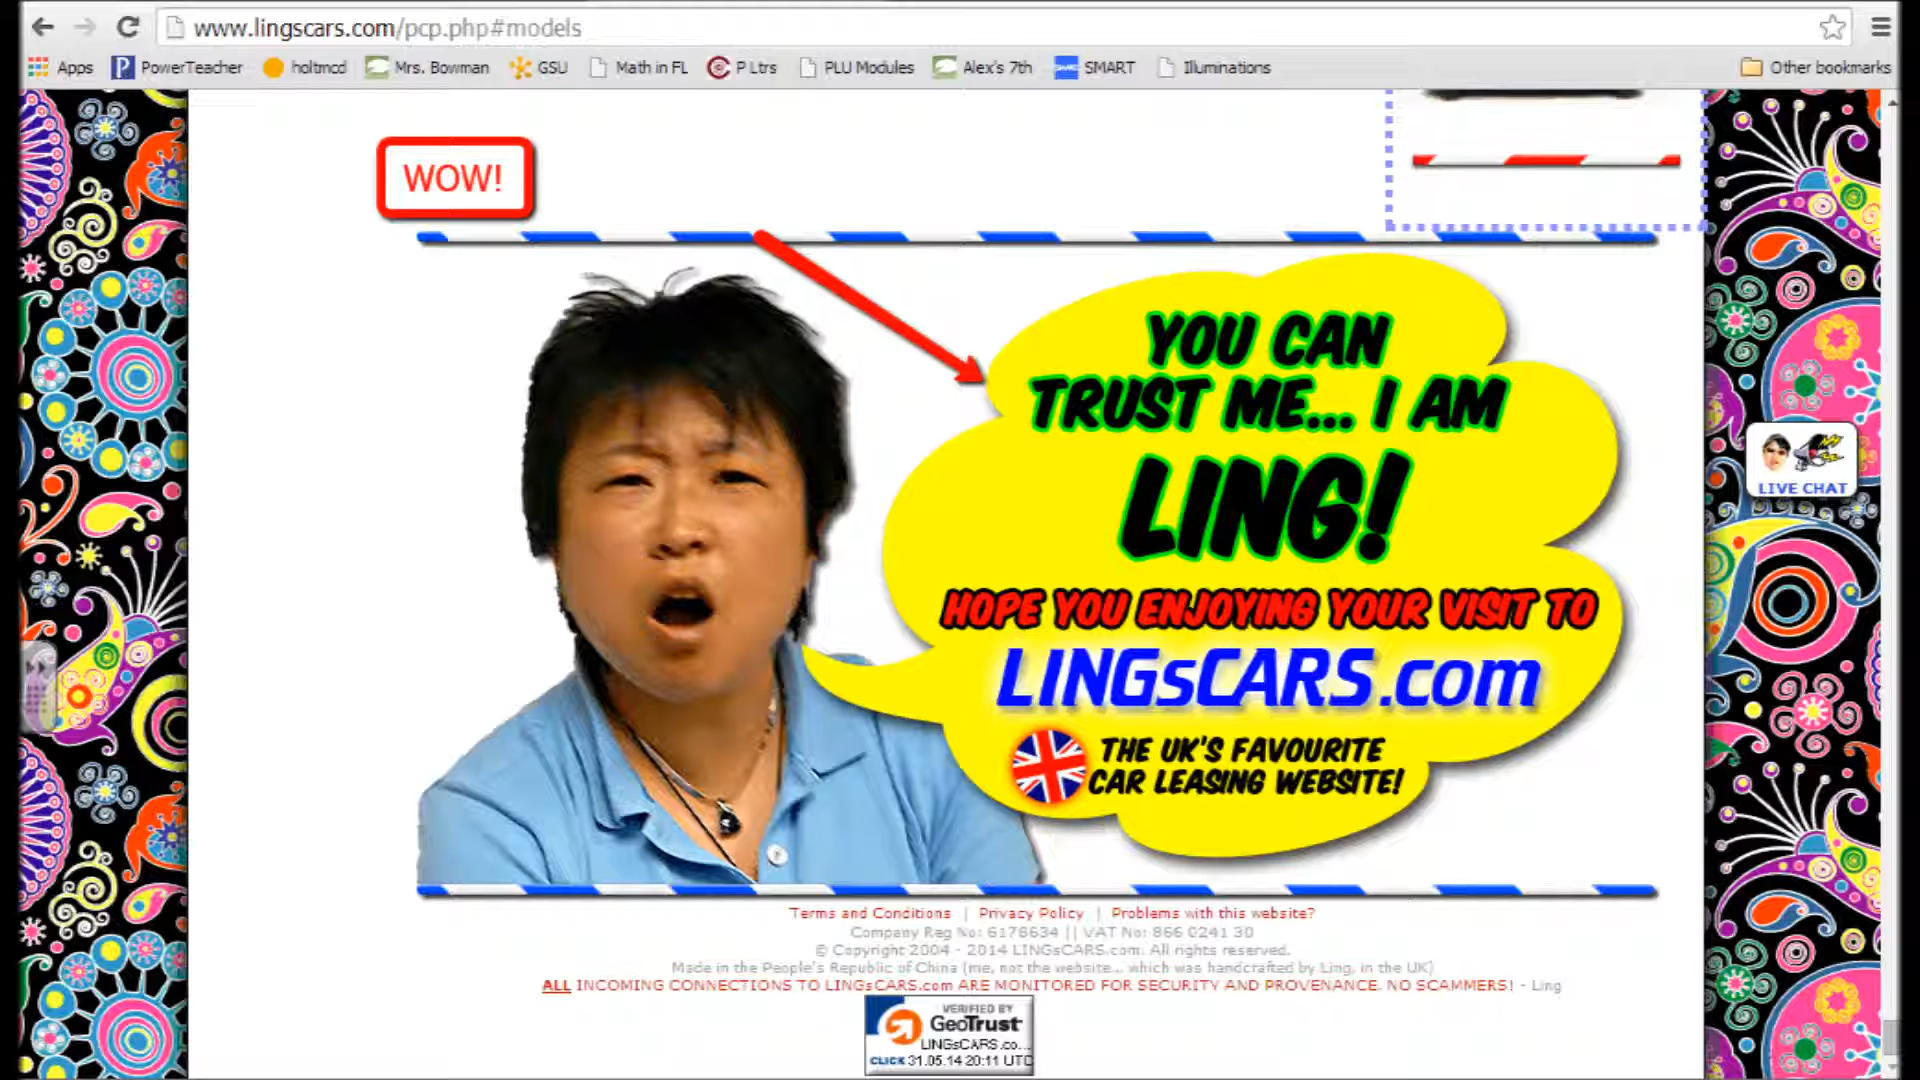 www.lingscars.com/pcp.php#models
Apps PowerTeacher holtmcd Mrs. Bowman GSU Math in FL P Ltrs PLU Modules Alex's 7th SMART Illuminations Other bookmarks
WOW!
YOU CAN
TRUST ME... I AM
LING!
HOPE YOU ENJOYING YOUR VISIT TO
LINGsCARS.com
THE UK'S FAVOURITE
CAR LEASING WEBSITE!
LIVE CHAT
Terms and Conditions | Privacy Policy | Problems with this website?
Company Reg No: 6178634 || VAT No: 866 0241 30
© Copyright 2004 - 2014 LINGsCARS.com. All rights reserved.
Made in the People's Republic of China (me, not the website... which was handcrafted by Ling, in the UK)
ALL INCOMING CONNECTIONS TO LINGsCARS.com ARE MONITORED FOR SECURITY AND PROVENANCE. NO SCAMMERS! - Ling
VERIFIED BY
GeoTrust
LINGsCARS.co...
CLICK 31.05.14 20:11 UTC